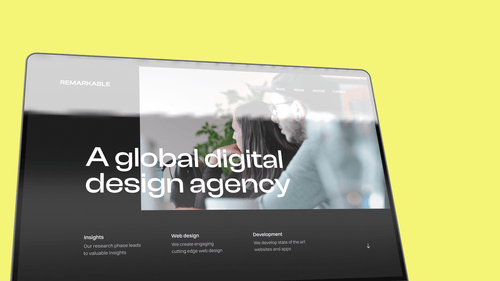 REMARKABLE
A global digital
design agency
Insights
Our research phase leads
to valuable insights
Web design
We create engaging
cutting edge web design
Development
We develop state of the art
websites and apps